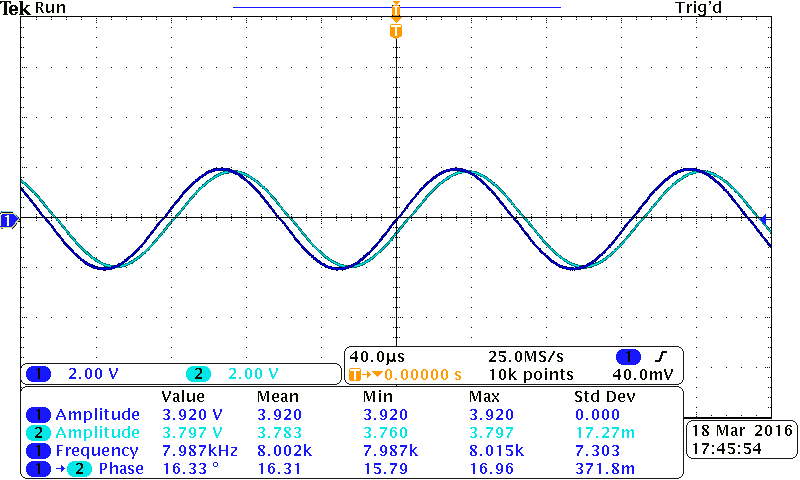 Tek Run Trig'd
T
T
1
40.0µs 25.0MS/s 1
1 2.00 V 2 2.00 V
T→▼0.00000 s 10k points 40.0mV
Value Mean Min Max Std Dev
1 Amplitude 3.920 V 3.920 3.920 3.920 0.000
2 Amplitude 3.797 V 3.783 3.760 3.797 17.27m
1 Frequency 7.987kHz 8.002k 7.987k 8.015k 7.303
1 → 2 Phase 16.33 ° 16.31 15.79 16.96 371.8m
18 Mar 2016
17:45:54